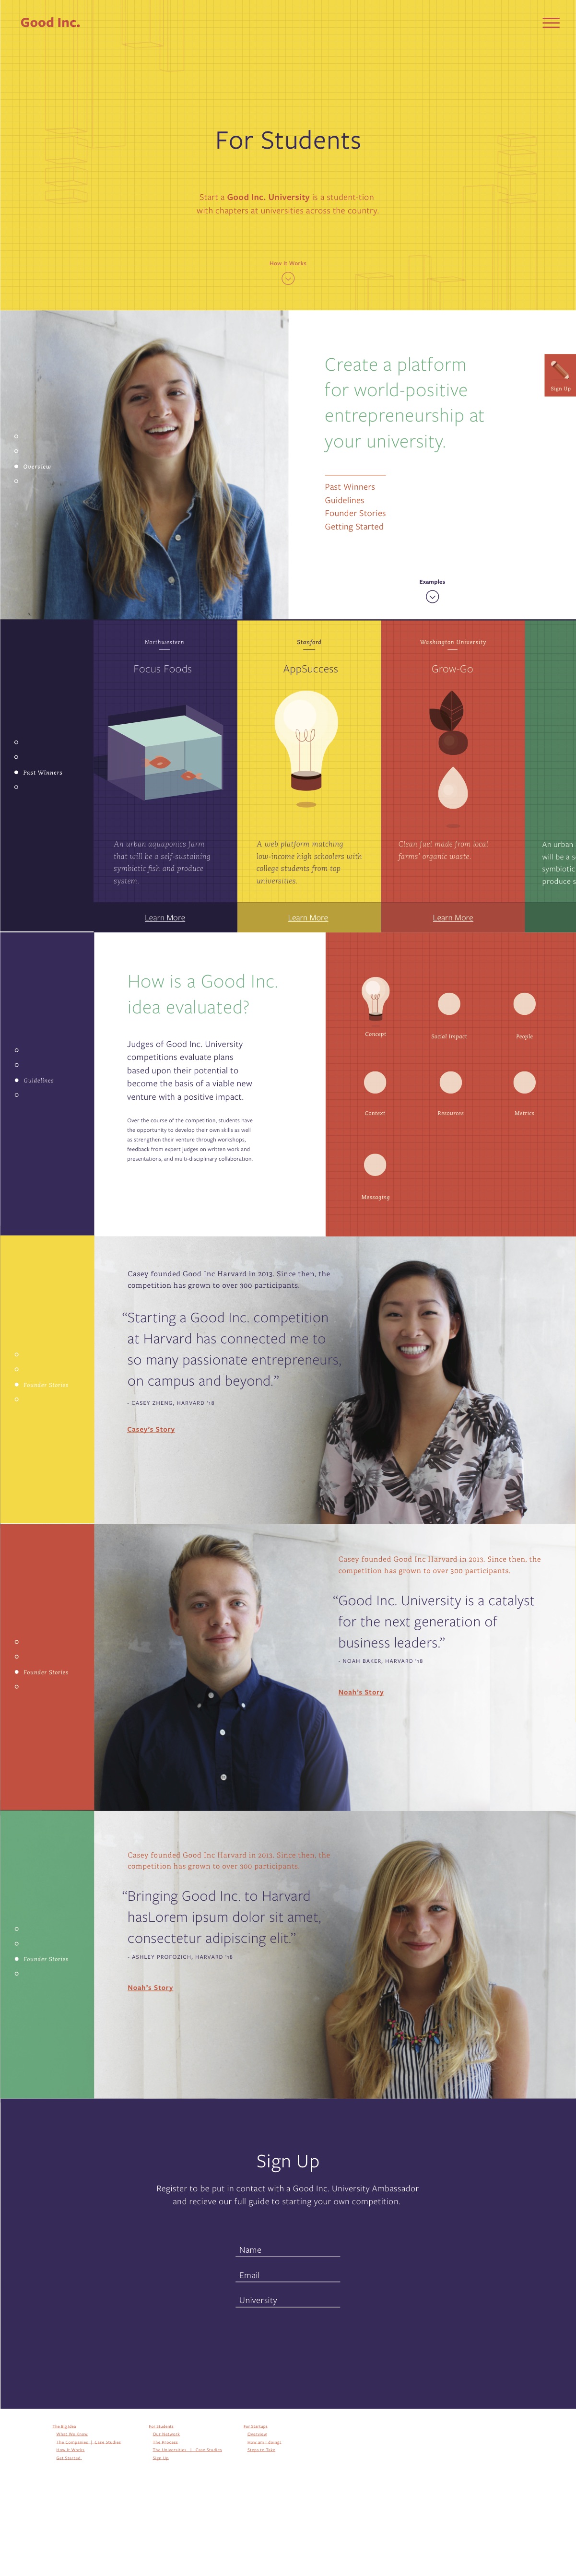 Good Inc.
For Students
Start a Good Inc. University is a student-tion
with chapters at universities across the country.
How It Works
Overview
Create a platform
for world-positive
entrepreneurship at
your university.
Sign Up
Past Winners
Guidelines
Founder Stories
Getting Started
Examples
Past Winners
Northwestern
Focus Foods
An urban aquaponics farm
that will be a self-sustaining
symbiotic fish and produce
system.
Learn More
Stanford
AppSuccess
A web platform matching
low-income high schoolers with
college students from top
universities.
Learn More
Washington University
Grow-Go
Clean fuel made from local
farms' organic waste.
Learn More
An urban
will be a s
symbiotic
produce s
Guidelines
How is a Good Inc.
idea evaluated?
Judges of Good Inc. University
competitions evaluate plans
based upon their potential to
become the basis of a viable new
venture with a positive impact.
Over the course of the competition, students have
the opportunity to develop their own skills as well
as strengthen their venture through workshops,
feedback from expert judges on written work and
presentations, and multi-disciplinary collaboration.
Concept
Social Impact
People
Context
Resources
Metrics
Messaging
Founder Stories
Casey founded Good Inc Harvard in 2013. Since then, the
competition has grown to over 300 participants.
“Starting a Good Inc. competition
at Harvard has connected me to
so many passionate entrepreneurs,
on campus and beyond.”
- CASEY ZHENG, HARVARD '18
Casey's Story
Founder Stories
Casey founded Good Inc Harvard in 2013. Since then, the
competition has grown to over 300 participants.
“Good Inc. University is a catalyst
for the next generation of
business leaders.”
- NOAH BAKER, HARVARD '18
Noah's Story
Founder Stories
Casey founded Good Inc Harvard in 2013. Since then, the
competition has grown to over 300 participants.
“Bringing Good Inc. to Harvard
hasLorem ipsum dolor sit amet,
consectetur adipiscing elit.”
- ASHLEY PROFOZICH, HARVARD '18
Noah's Story
Sign Up
Register to be put in contact with a Good Inc. University Ambassador
and recieve our full guide to starting your own competition.
Name
Email
University
The Big Idea
What We Know
The Companies | Case Studies
How It Works
Get Started
For Students
Our Network
The Process
The Universities | Case Studies
Sign Up
For Startups
Overview
How am I doing?
Steps to Take